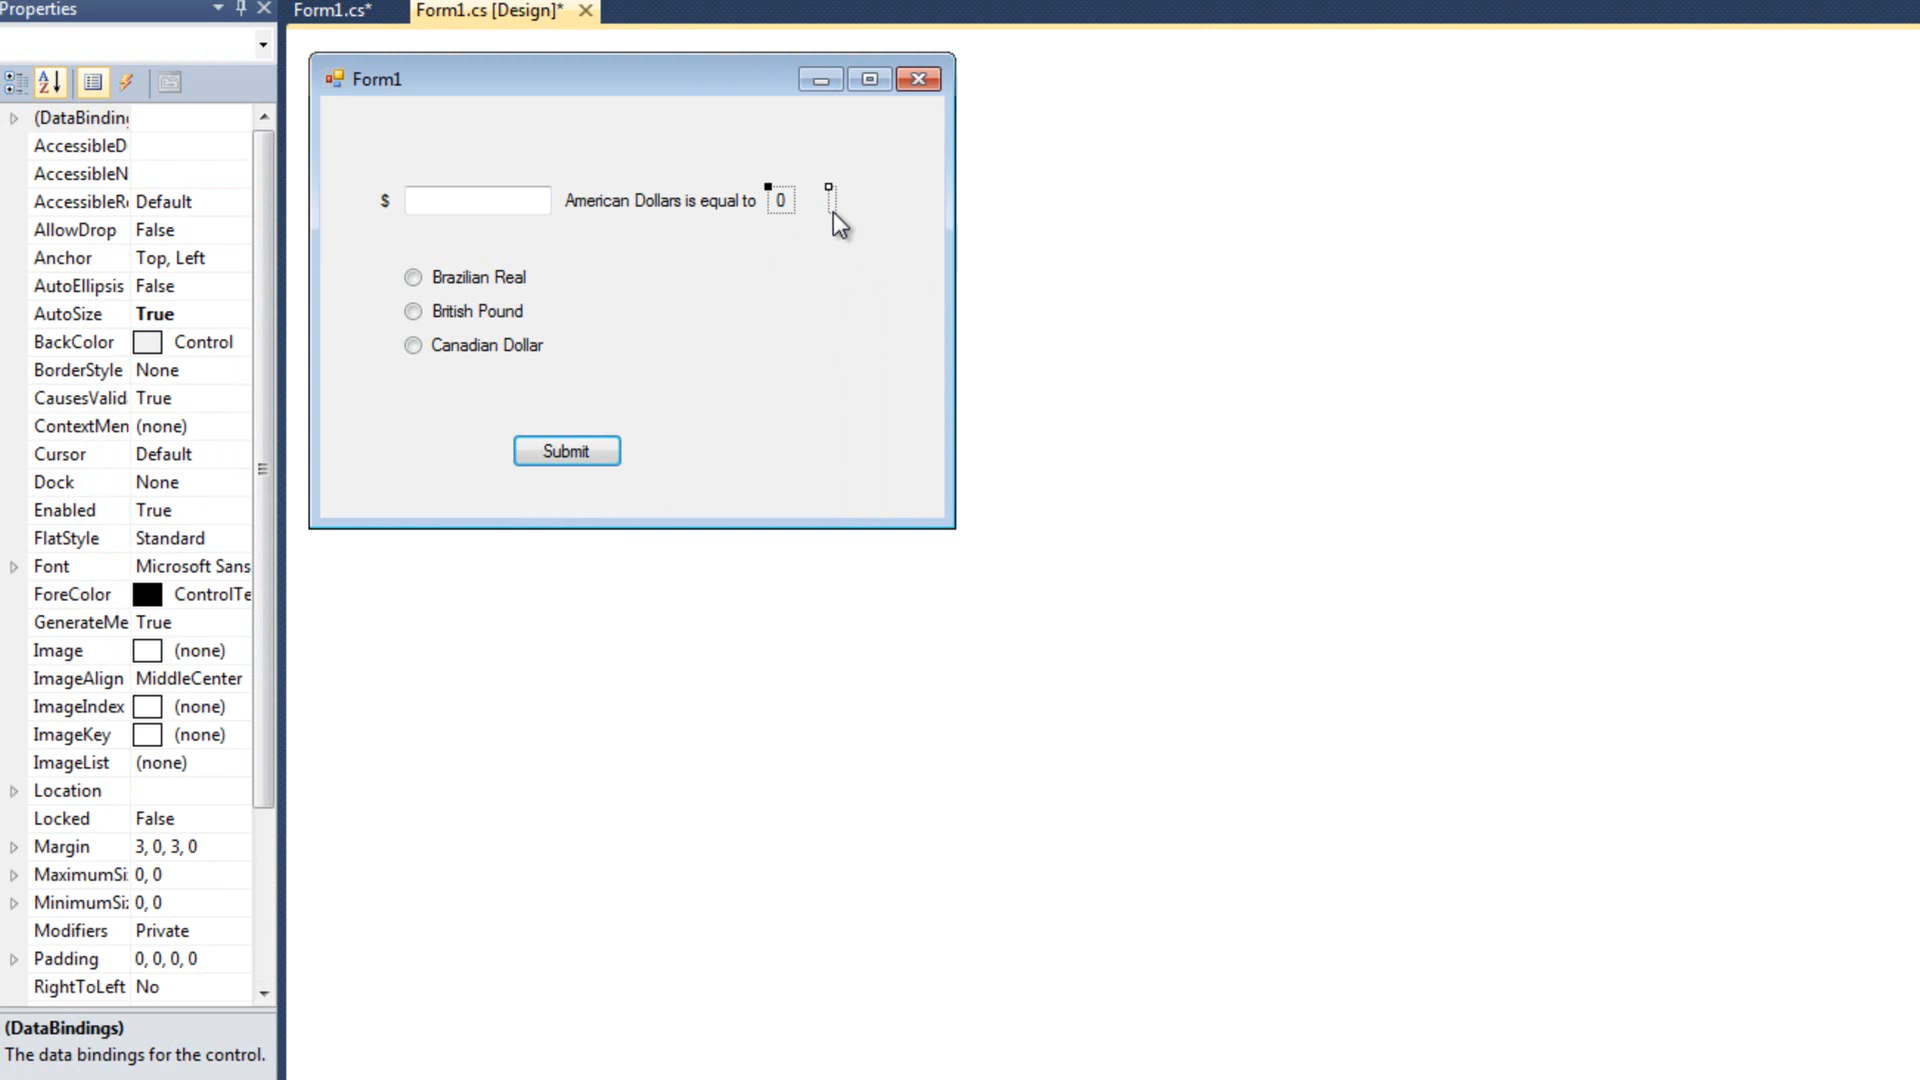 Properties
Form1.cs*
Form1.cs [Design]*
Form1
(DataBinding
AccessibleD
AccessibleN
AccessibleRo Default
AllowDrop False
Anchor Top, Left
AutoEllipsis False
AutoSize True
BackColor Control
BorderStyle None
CausesValid True
ContextMen (none)
Cursor Default
Dock None
Enabled True
FlatStyle Standard
Font Microsoft Sans
ForeColor ControlTe
GenerateMe True
Image (none)
ImageAlign MiddleCenter
ImageIndex (none)
ImageKey (none)
ImageList (none)
Location
Locked False
Margin 3, 0, 3, 0
MaximumSi 0, 0
MinimumSiz 0, 0
Modifiers Private
Padding 0, 0, 0, 0
RightToLeft No
(DataBindings)
The data bindings for the control.
$ American Dollars is equal to 0
Brazilian Real
British Pound
Canadian Dollar
Submit